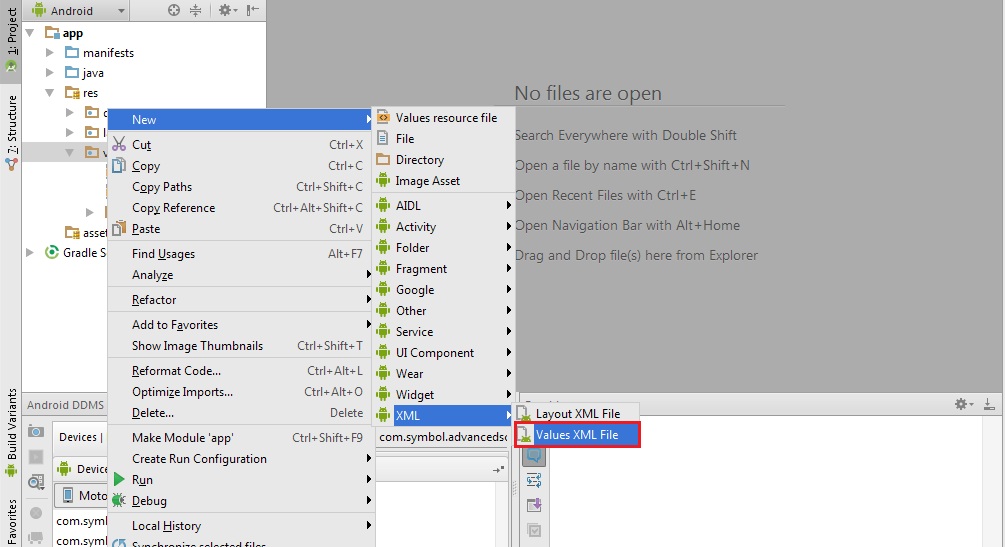 Android
1: Project
app
manifests
java
res
No files are open
Search Everywhere with Double Shift
Open a file by name with Ctrl+Shift+N
Open Recent Files with Ctrl+E
Open Navigation Bar with Alt+Home
Drag and Drop file(s) here from Explorer
7: Structure
New
Cut Ctrl+X
Copy Ctrl+C
Copy Paths Ctrl+Shift+C
Copy Reference Ctrl+Alt+Shift+C
Paste Ctrl+V
Find Usages Alt+F7
Analyze
Refactor
Add to Favorites
Show Image Thumbnails Ctrl+Shift+T
Reformat Code... Ctrl+Alt+L
Optimize Imports... Ctrl+Alt+O
Delete... Delete
Make Module 'app' Ctrl+Shift+F9
Create Run Configuration
Run
Debug
Local History
Synchronize selected files
Values resource file
File
Directory
Image Asset
AIDL
Activity
Folder
Fragment
Google
Other
Service
UI Component
Wear
Widget
XML
Layout XML File
Values XML File
asset
Gradle S
Build Variants
Favorites
Android DDMS
Devices |
Device
Moto
com.symb
com.symb
com.symbol.advancedsc